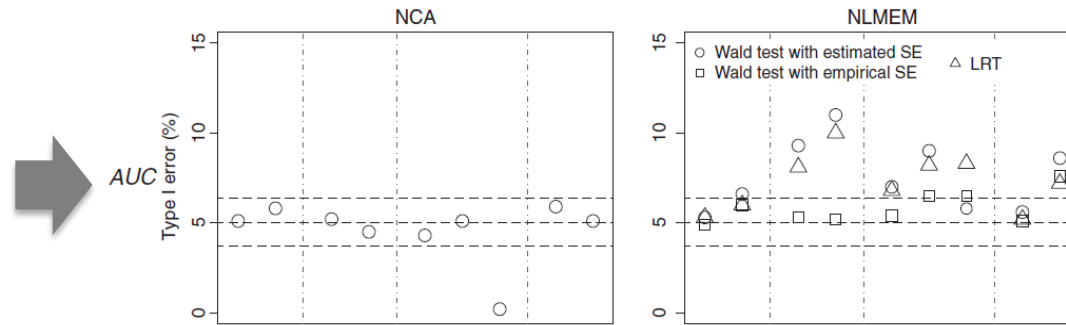 NCA
NLMEM
AUC
Type I error (%)
15
10
5
0
15
10
5
0
○ Wald test with estimated SE
□ Wald test with empirical SE
△ LRT